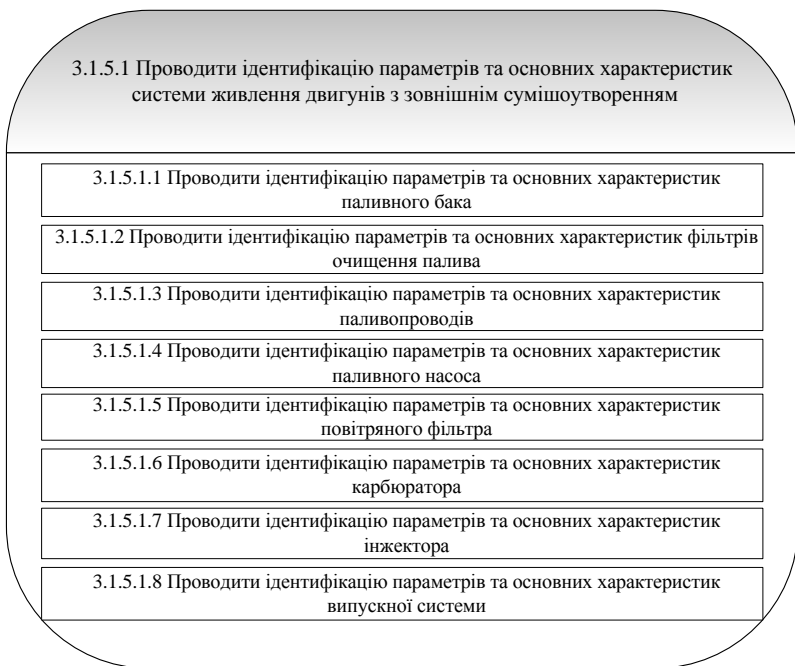 3.1.5.1 Проводити ідентифікацію параметрів та основних характеристик
системи живлення двигунів з зовнішнім сумішоутворенням
3.1.5.1.1 Проводити ідентифікацію параметрів та основних характеристик
паливного бака
3.1.5.1.2 Проводити ідентифікацію параметрів та основних характеристик фільтрів
очищення палива
3.1.5.1.3 Проводити ідентифікацію параметрів та основних характеристик
паливопроводів
3.1.5.1.4 Проводити ідентифікацію параметрів та основних характеристик
паливного насоса
3.1.5.1.5 Проводити ідентифікацію параметрів та основних характеристик
повітряного фільтра
3.1.5.1.6 Проводити ідентифікацію параметрів та основних характеристик
карбюратора
3.1.5.1.7 Проводити ідентифікацію параметрів та основних характеристик
інжектора
3.1.5.1.8 Проводити ідентифікацію параметрів та основних характеристик
випускної системи